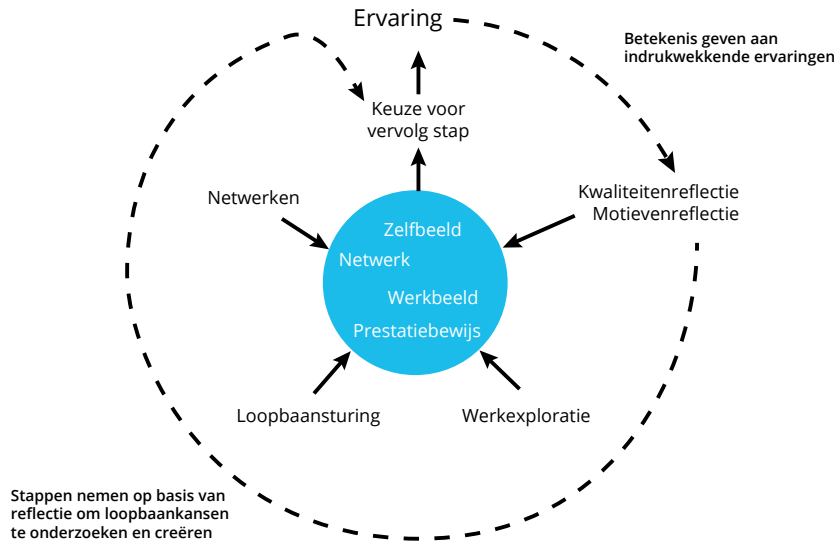 Ervaring
Betekenis geven aan
indrukwekkende ervaringen
Keuze voor
vervolg stap
Netwerken
Kwaliteitenreflectie
Motievenreflectie
Zelfbeeld
Netwerk
Werkbeeld
Prestatiebewijs
Loopbaansturing
Werkexploratie
Stappen nemen op basis van
reflectie om loopbaankansen
te onderzoeken en creëren